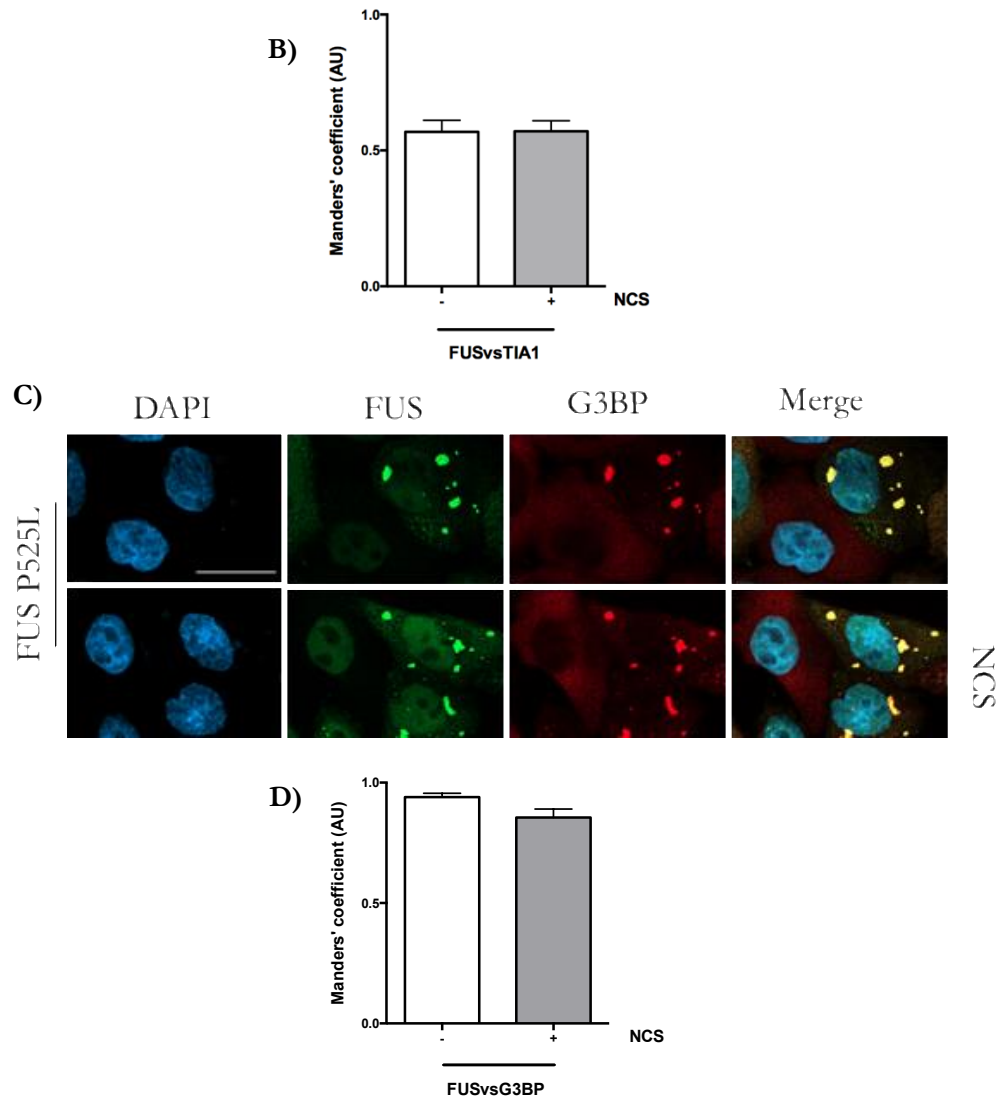 B)
Manders' coefficient (AU)
1.0
0.5
0.0
- + NCS
FUSvsTIA1
C)
DAPI FUS G3BP Merge
FUS P525L
NCS
D)
Manders' coefficient (AU)
1.0
0.5
0.0
- + NCS
FUSvsG3BP